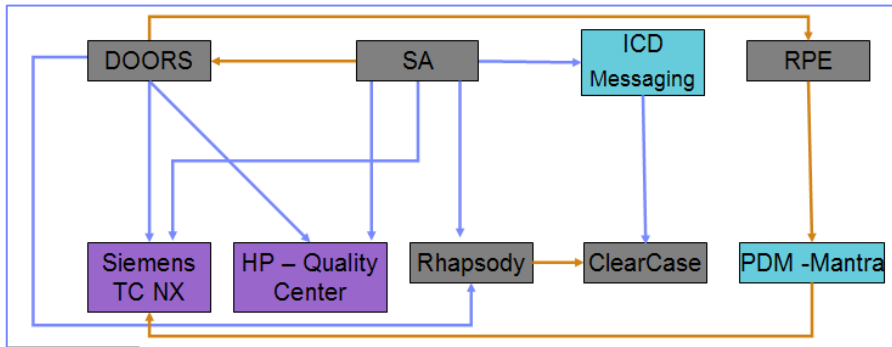 DOORS
SA
ICD
Messaging
RPE
Siemens
TC NX
HP – Quality
Center
Rhapsody
ClearCase
PDM -Mantra